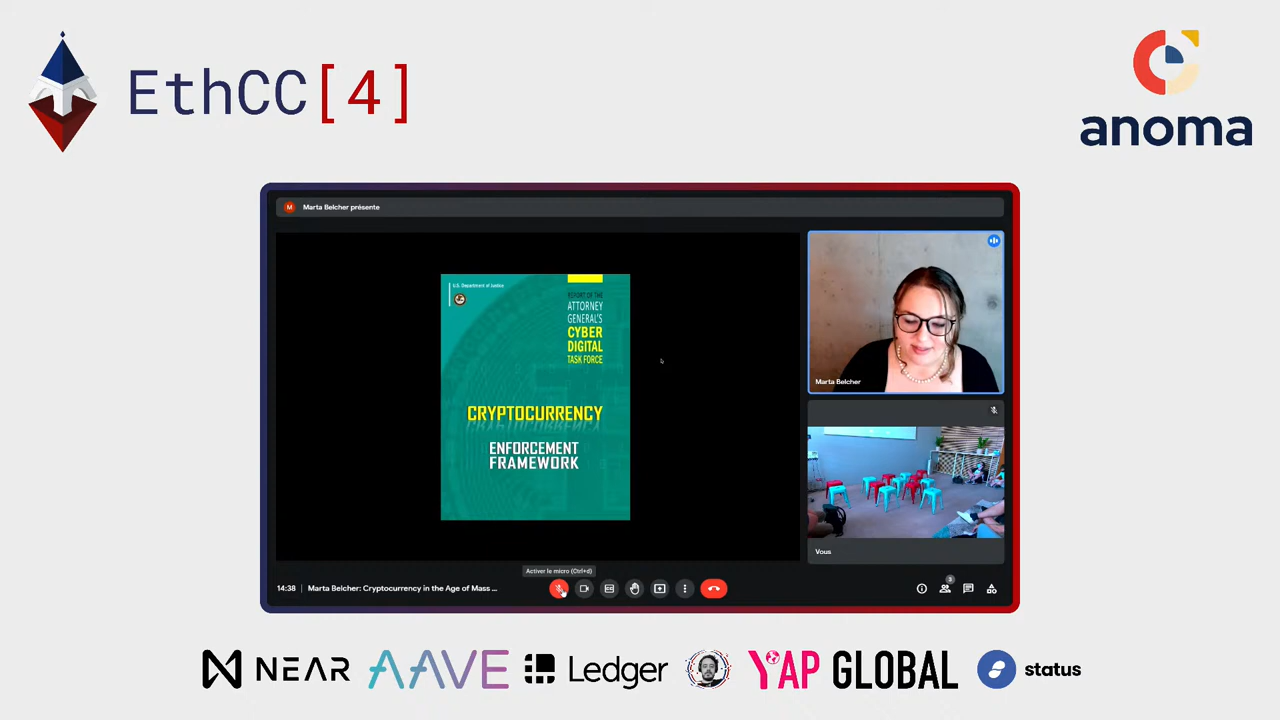 EthCC[4]
anoma
M
Marta Belcher présente
U.S. Department of Justice
REPORT OF THE
ATTORNEY
GENERAL'S
CYBER
DIGITAL
TASK FORCE
CRYPTOCURRENCY
ENFORCEMENT
FRAMEWORK
Marta Belcher
Vous
Activer le micro (Ctrl+d)
14:38 | Marta Belcher: Cryptocurrency in the Age of Mass ...
3
NEAR
AAVE
Ledger
YAP GLOBAL
status